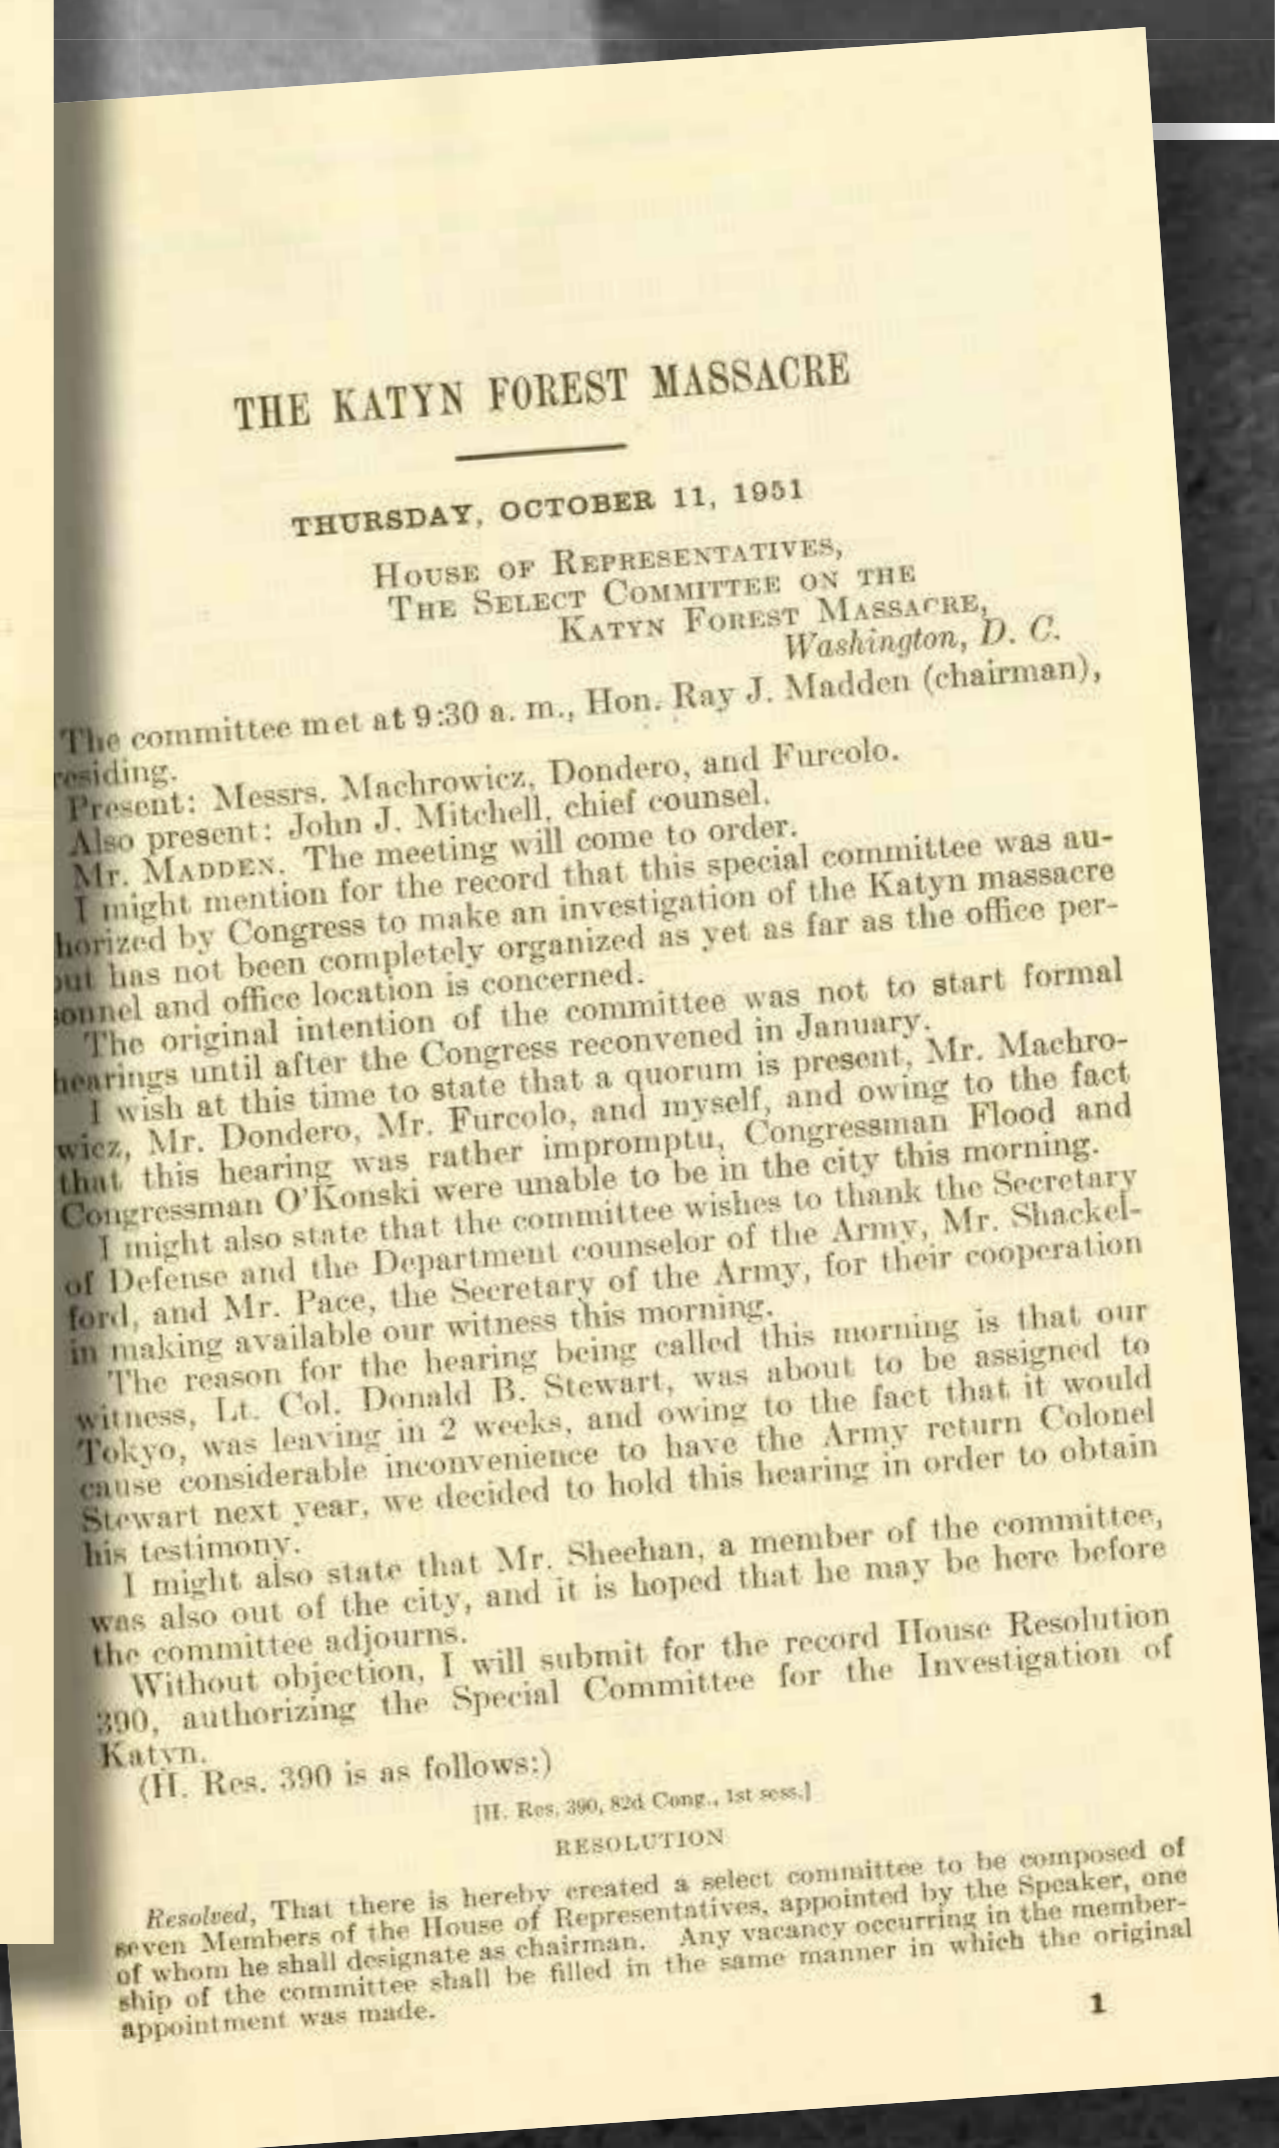 THE KATYN FOREST MASSACRE
THURSDAY, OCTOBER 11, 1951
HOUSE OF REPRESENTATIVES,
THE SELECT COMMITTEE ON THE
KATYN FOREST MASSACRE,
Washington, D. C.
The committee met at 9:30 a. m., Hon. Ray J. Madden (chairman),
residing.
Present: Messrs. Machrowicz, Dondero, and Furcolo.
Also present: John J. Mitchell, chief counsel.
Mr. MADDEN. The meeting will come to order.
I might mention for the record that this special committee was au-
horized by Congress to make an investigation of the Katyn massacre
out has not been completely organized as yet as far as the office per-
sonnel and office location is concerned.
The original intention of the committee was not to start formal
hearings until after the Congress reconvened in January.
I wish at this time to state that a quorum is present, Mr. Machro-
wicz, Mr. Dondero, Mr. Furcolo, and myself, and owing to the fact
that this hearing was rather impromptu, Congressman Flood and
Congressman O'Konski were unable to be in the city this morning.
I might also state that the committee wishes to thank the Secretary
of Defense and the Department counselor of the Army, Mr. Shackel-
ford, and Mr. Pace, the Secretary of the Army, for their cooperation
in making available our witness this morning.
The reason for the hearing being called this morning is that our
witness, Lt. Col. Donald B. Stewart, was about to be assigned to
Tokyo, was leaving in 2 weeks, and owing to the fact that it would
cause considerable inconvenience to have the Army return Colonel
Stewart next year, we decided to hold this hearing in order to obtain
his testimony.
I might also state that Mr. Sheehan, a member of the committee,
was also out of the city, and it is hoped that he may be here before
the committee adjourns.
Without objection, I will submit for the record House Resolution
390, authorizing the Special Committee for the Investigation of
Katyn.
(H. Res. 390 is as follows:)
[H. Res. 390, 82d Cong., 1st sess.]
RESOLUTION
Resolved, That there is hereby created a select committee to be composed of
seven Members of the House of Representatives, appointed by the Speaker, one
of whom he shall designate as chairman. Any vacancy occurring in the member-
ship of the committee shall be filled in the same manner in which the original
appointment was made.
1